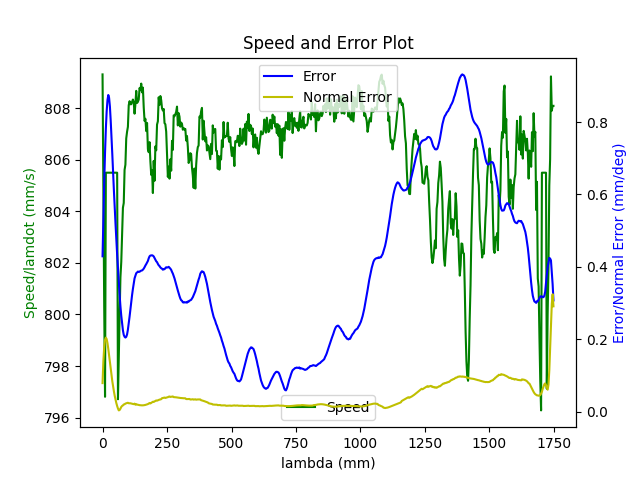 Speed and Error Plot
Error
Normal Error
Speed/lamdot (mm/s)
808
806
804
802
800
798
796
0.8
0.6
0.4
0.2
0.0
Error/Normal Error (mm/deg)
Speed
0 250 500 750 1000 1250 1500 1750
lambda (mm)